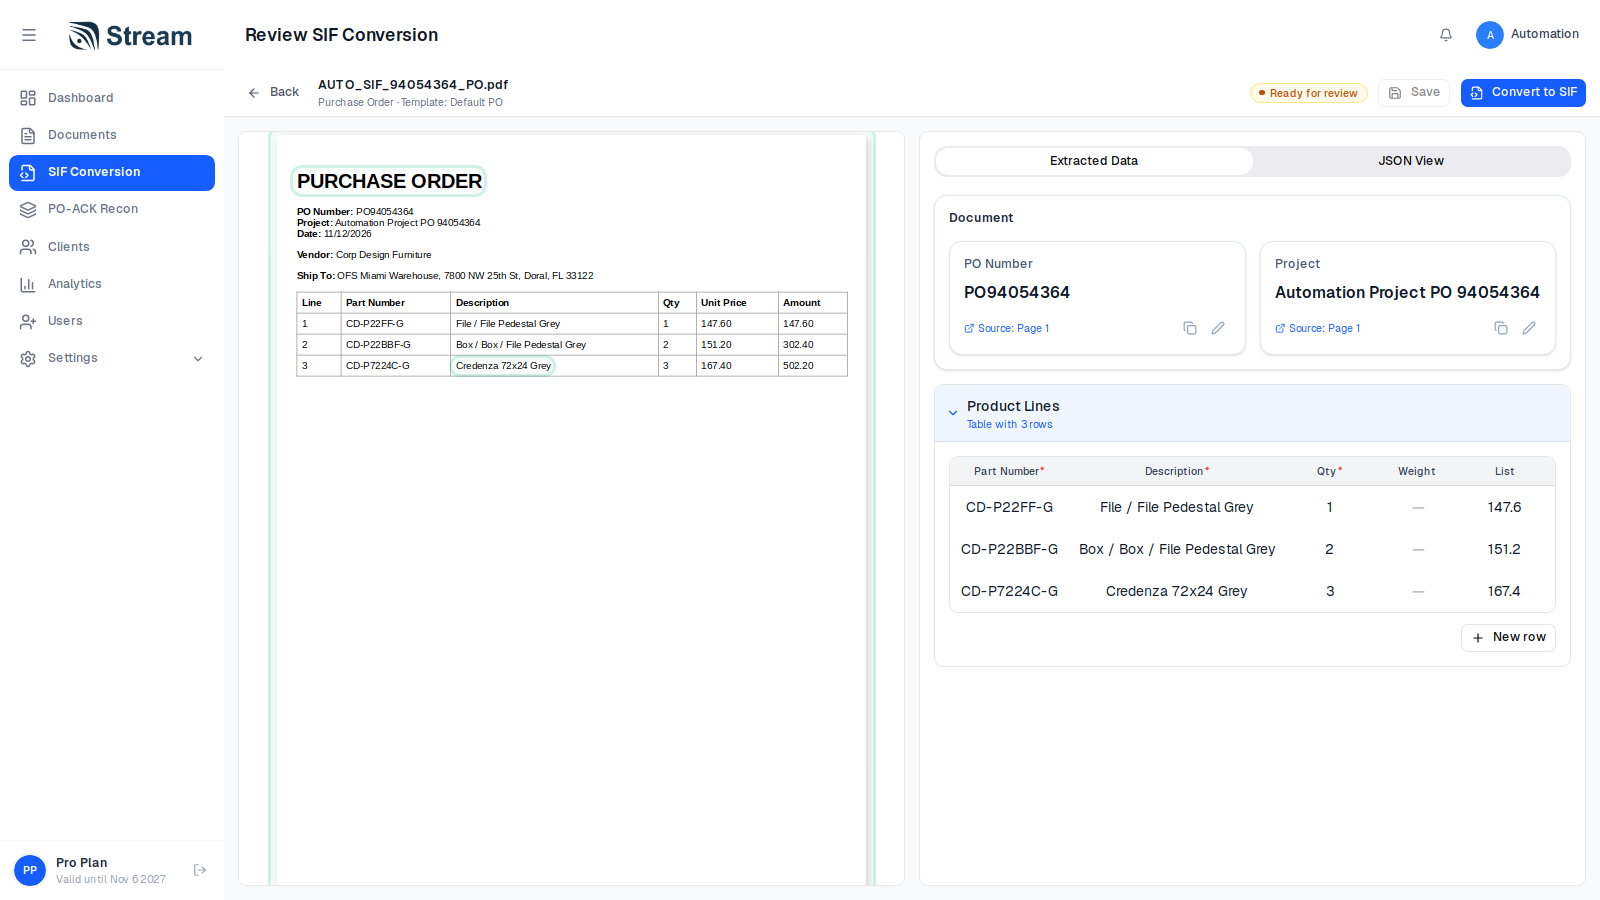 Stream
Review SIF Conversion
A
Automation
Dashboard
Documents
SIF Conversion
PO-ACK Recon
Clients
Analytics
Users
Settings
PP
Pro Plan
Valid until Nov 6 2027
Back
AUTO_SIF_94054364_PO.pdf
Purchase Order · Template: Default PO
Ready for review
Save
Convert to SIF
PURCHASE ORDER
PO Number: PO94054364
Project: Automation Project PO 94054364
Date: 11/12/2026
Vendor: Corp Design Furniture
Ship To: OFS Miami Warehouse, 7800 NW 25th St, Doral, FL 33122
Line Part Number Description Qty Unit Price Amount
1 CD-P22FF-G File / File Pedestal Grey 1 147.60 147.60
2 CD-P22BBF-G Box / Box / File Pedestal Grey 2 151.20 302.40
3 CD-P7224C-G Credenza 72x24 Grey 3 167.40 502.20
Extracted Data
JSON View
Document
PO Number
PO94054364
Source: Page 1
Project
Automation Project PO 94054364
Source: Page 1
Product Lines
Table with 3 rows
Part Number* Description* Qty* Weight List
CD-P22FF-G File / File Pedestal Grey 1 — 147.6
CD-P22BBF-G Box / Box / File Pedestal Grey 2 — 151.2
CD-P7224C-G Credenza 72x24 Grey 3 — 167.4
New row